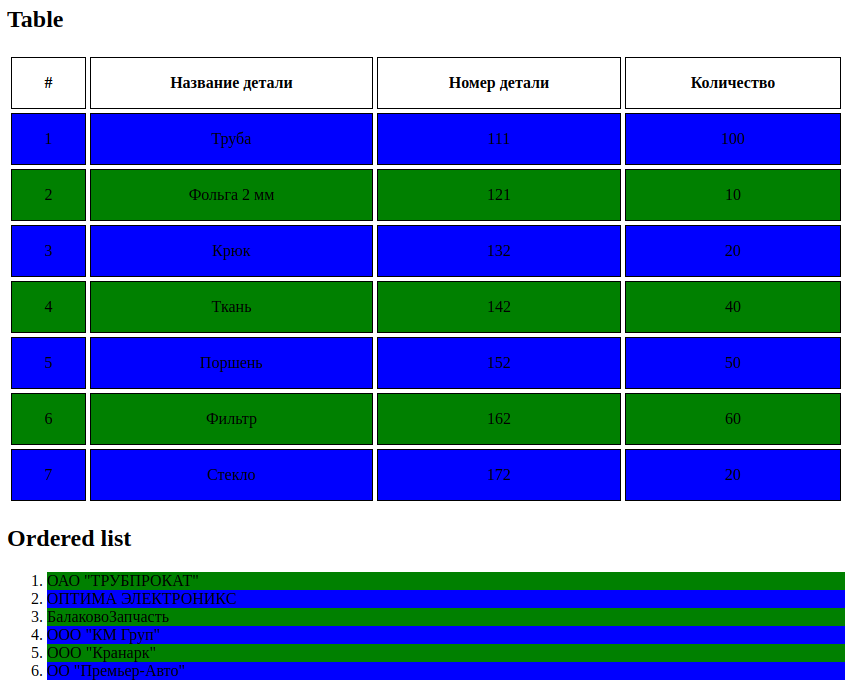 Table
# Название детали Номер детали Количество
1 Труба 111 100
2 Фольга 2 мм 121 10
3 Крюк 132 20
4 Ткань 142 40
5 Поршень 152 50
6 Фильтр 162 60
7 Стекло 172 20
Ordered list
1. ОАО "ТРУБПРОКАТ"
2. ОПТИМА ЭЛЕКТРОНИКС
3. БалаковоЗапчасть
4. ООО "КМ Груп"
5. ООО "Кранарк"
6. ОО "Премьер-Авто"